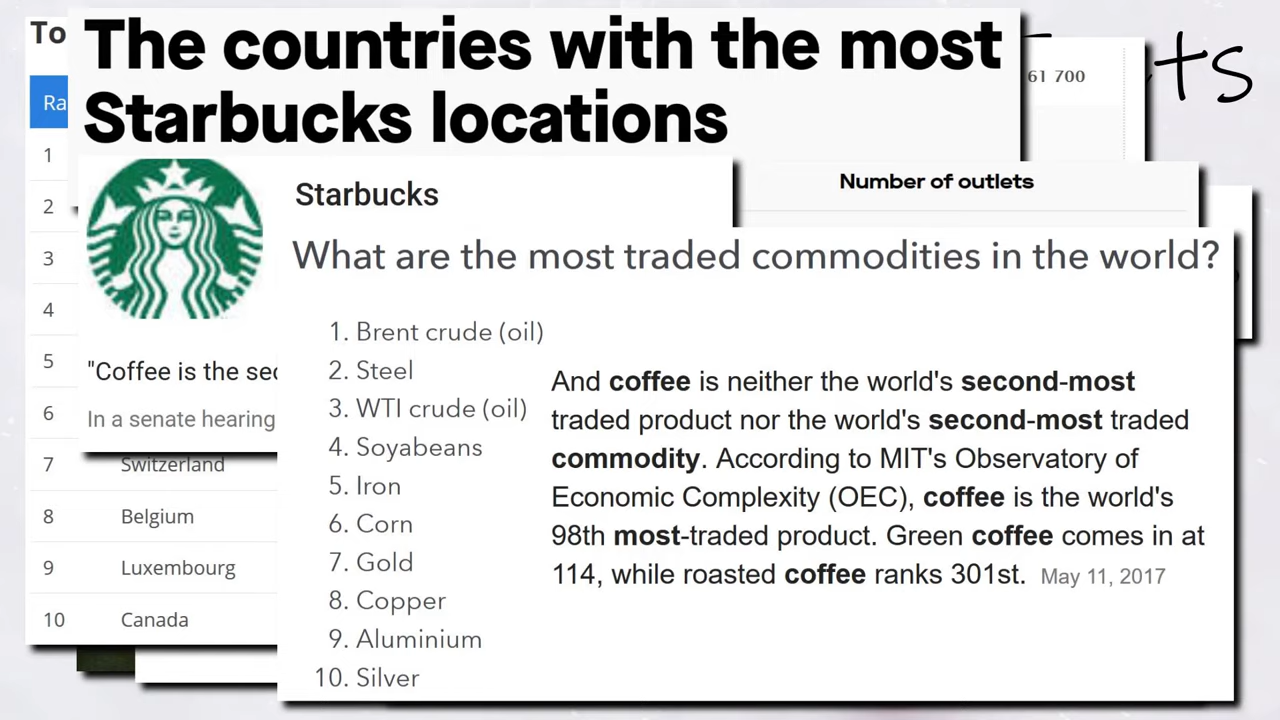 To
The countries with the most
Starbucks locations
61 700
ts
Ra
1
2
3
4
5
6
7 Switzerland
8 Belgium
9 Luxembourg
10 Canada
Starbucks
Number of outlets
"Coffee is the sec
In a senate hearing
What are the most traded commodities in the world?
1. Brent crude (oil)
2. Steel
3. WTI crude (oil)
4. Soyabeans
5. Iron
6. Corn
7. Gold
8. Copper
9. Aluminium
10. Silver
And coffee is neither the world's second-most
traded product nor the world's second-most traded
commodity. According to MIT's Observatory of
Economic Complexity (OEC), coffee is the world's
98th most-traded product. Green coffee comes in at
114, while roasted coffee ranks 301st. May 11, 2017